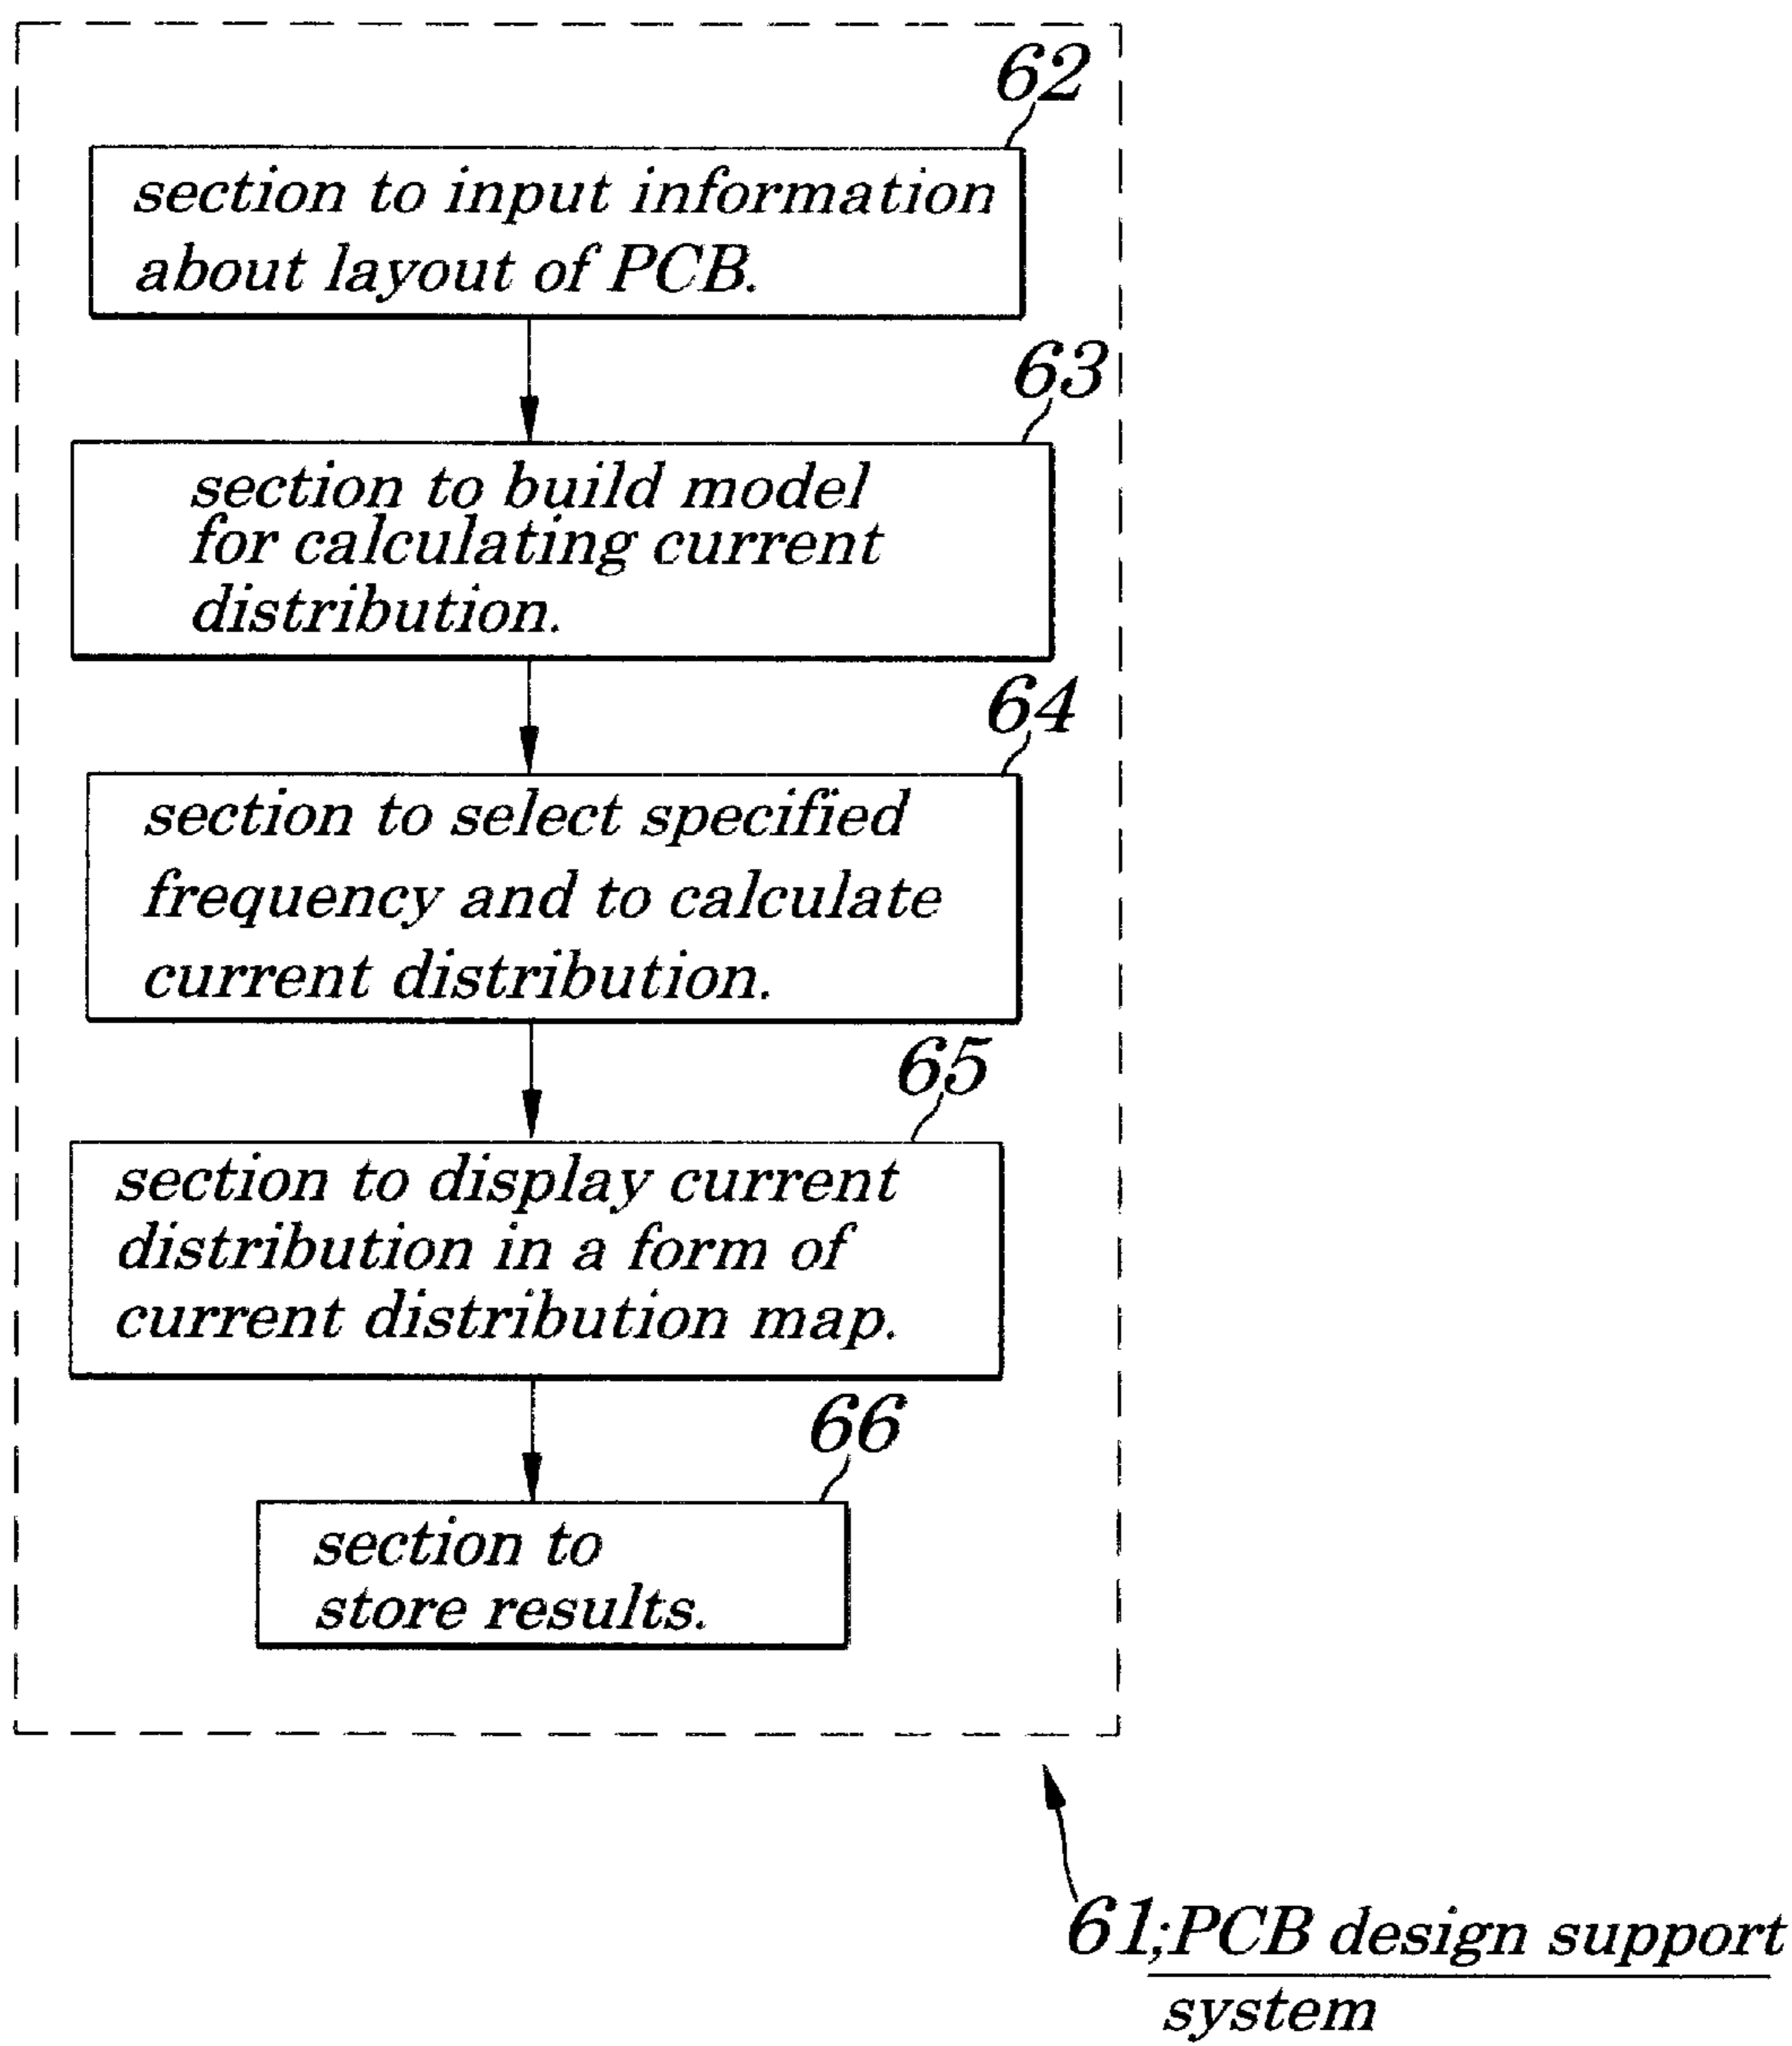 62
section to input information
about layout of PCB.
63
section to build model
for calculating current
distribution.
64
section to select specified
frequency and to calculate
current distribution.
65
section to display current
distribution in a form of
current distribution map.
66
section to
store results.
61;PCB design support
system